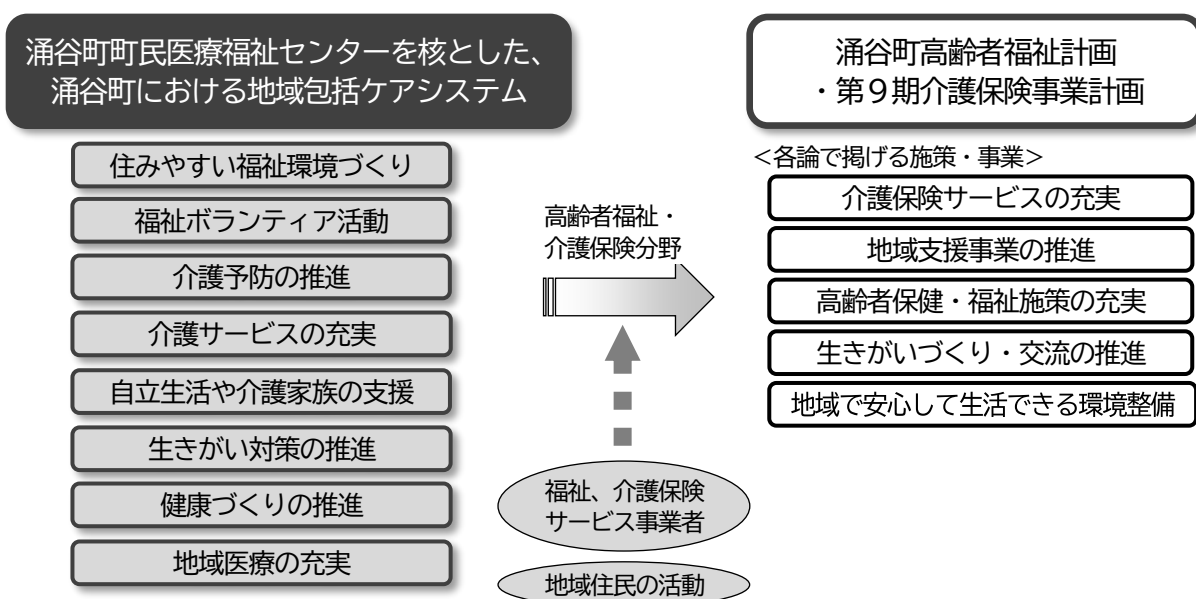 涌谷町町民医療福祉センターを核とした、
涌谷町における地域包括ケアシステム
住みやすい福祉環境づくり
福祉ボランティア活動
介護予防の推進
介護サービスの充実
自立生活や介護家族の支援
生きがい対策の推進
健康づくりの推進
地域医療の充実
高齢者福祉・
介護保険分野
福祉、介護保険
サービス事業者
地域住民の活動
涌谷町高齢者福祉計画
・第９期介護保険事業計画
＜各論で掲げる施策・事業＞
介護保険サービスの充実
地域支援事業の推進
高齢者保健・福祉施策の充実
生きがいづくり・交流の推進
地域で安心して生活できる環境整備